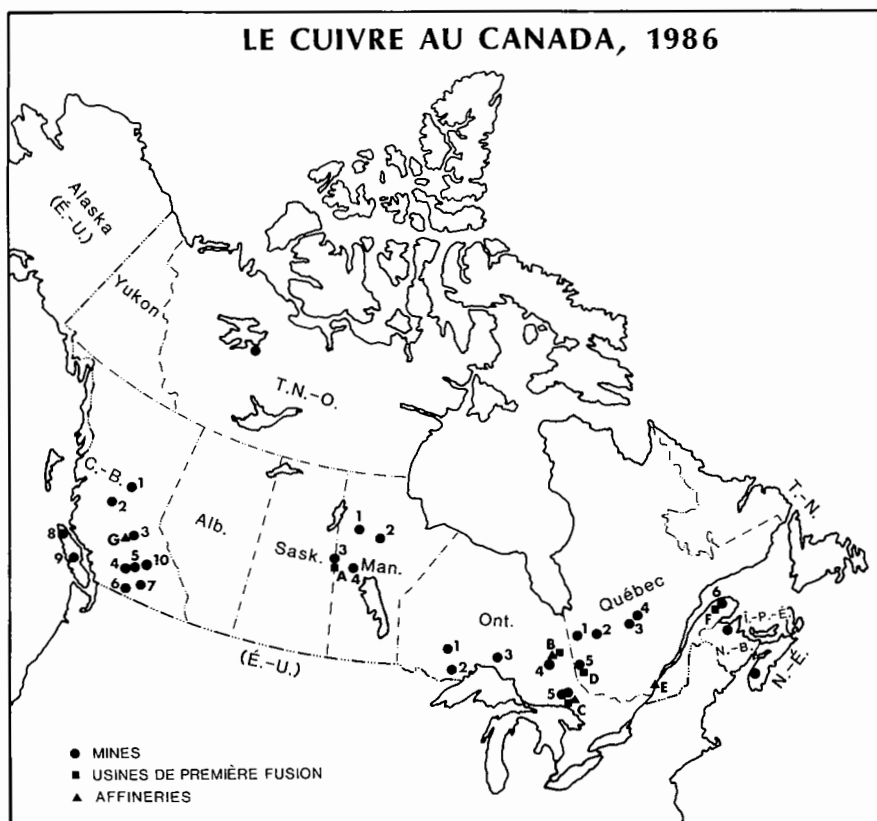 LE CUIVRE AU CANADA, 1986
Alaska
(É.-U.)
Yukon
T.N.-O.
C.-B.
1
2
G
3
8
9
4
5
10
6
7
Alb.
Sask.
1
2
3
A
4
Man.
(É.-U.)
Ont.
1
2
3
4
B
5
C
Québec
1
2
4
3
5
D
E
6
F
T.-N.
Î.-P.-É.
N.-B.
N.-É.
MINES
USINES DE PREMIÈRE FUSION
AFFINERIES